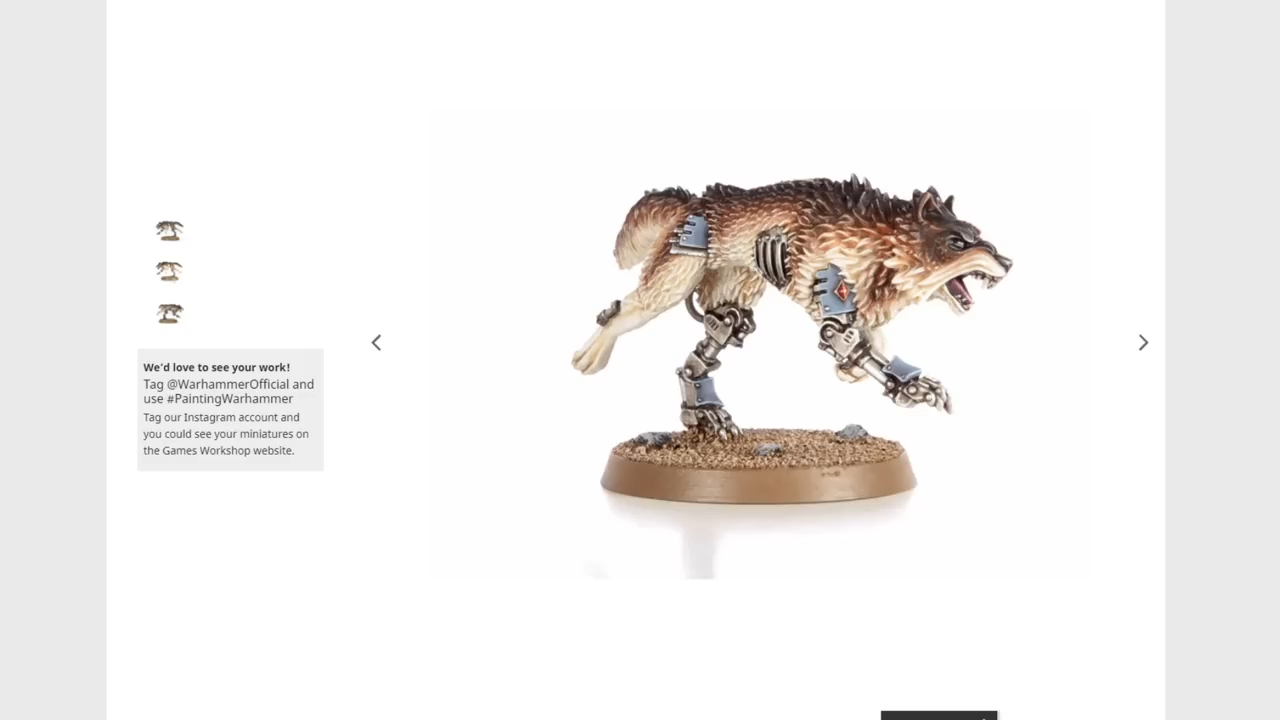 We'd love to see your work!
Tag @WarhammerOfficial and
use #PaintingWarhammer
Tag our Instagram account and
you could see your miniatures on
the Games Workshop website.